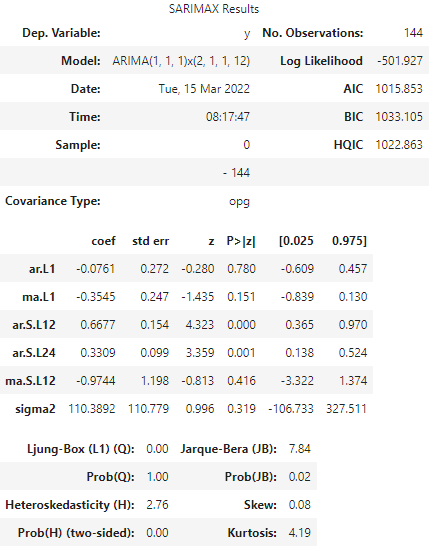 SARIMAX Results
Dep. Variable: y No. Observations: 144
Model: ARIMA(1, 1, 1)x(2, 1, 1, 12) Log Likelihood -501.927
Date: Tue, 15 Mar 2022 AIC 1015.853
Time: 08:17:47 BIC 1033.105
Sample: 0 HQIC 1022.863
- 144
Covariance Type: opg
coef std err z P>|z| [0.025 0.975]
ar.L1 -0.0761 0.272 -0.280 0.780 -0.609 0.457
ma.L1 -0.3545 0.247 -1.435 0.151 -0.839 0.130
ar.S.L12 0.6677 0.154 4.323 0.000 0.365 0.970
ar.S.L24 0.3309 0.099 3.359 0.001 0.138 0.524
ma.S.L12 -0.9744 1.198 -0.813 0.416 -3.322 1.374
sigma2 110.3892 110.779 0.996 0.319 -106.733 327.511
Ljung-Box (L1) (Q): 0.00 Jarque-Bera (JB): 7.84
Prob(Q): 1.00 Prob(JB): 0.02
Heteroskedasticity (H): 2.76 Skew: 0.08
Prob(H) (two-sided): 0.00 Kurtosis: 4.19